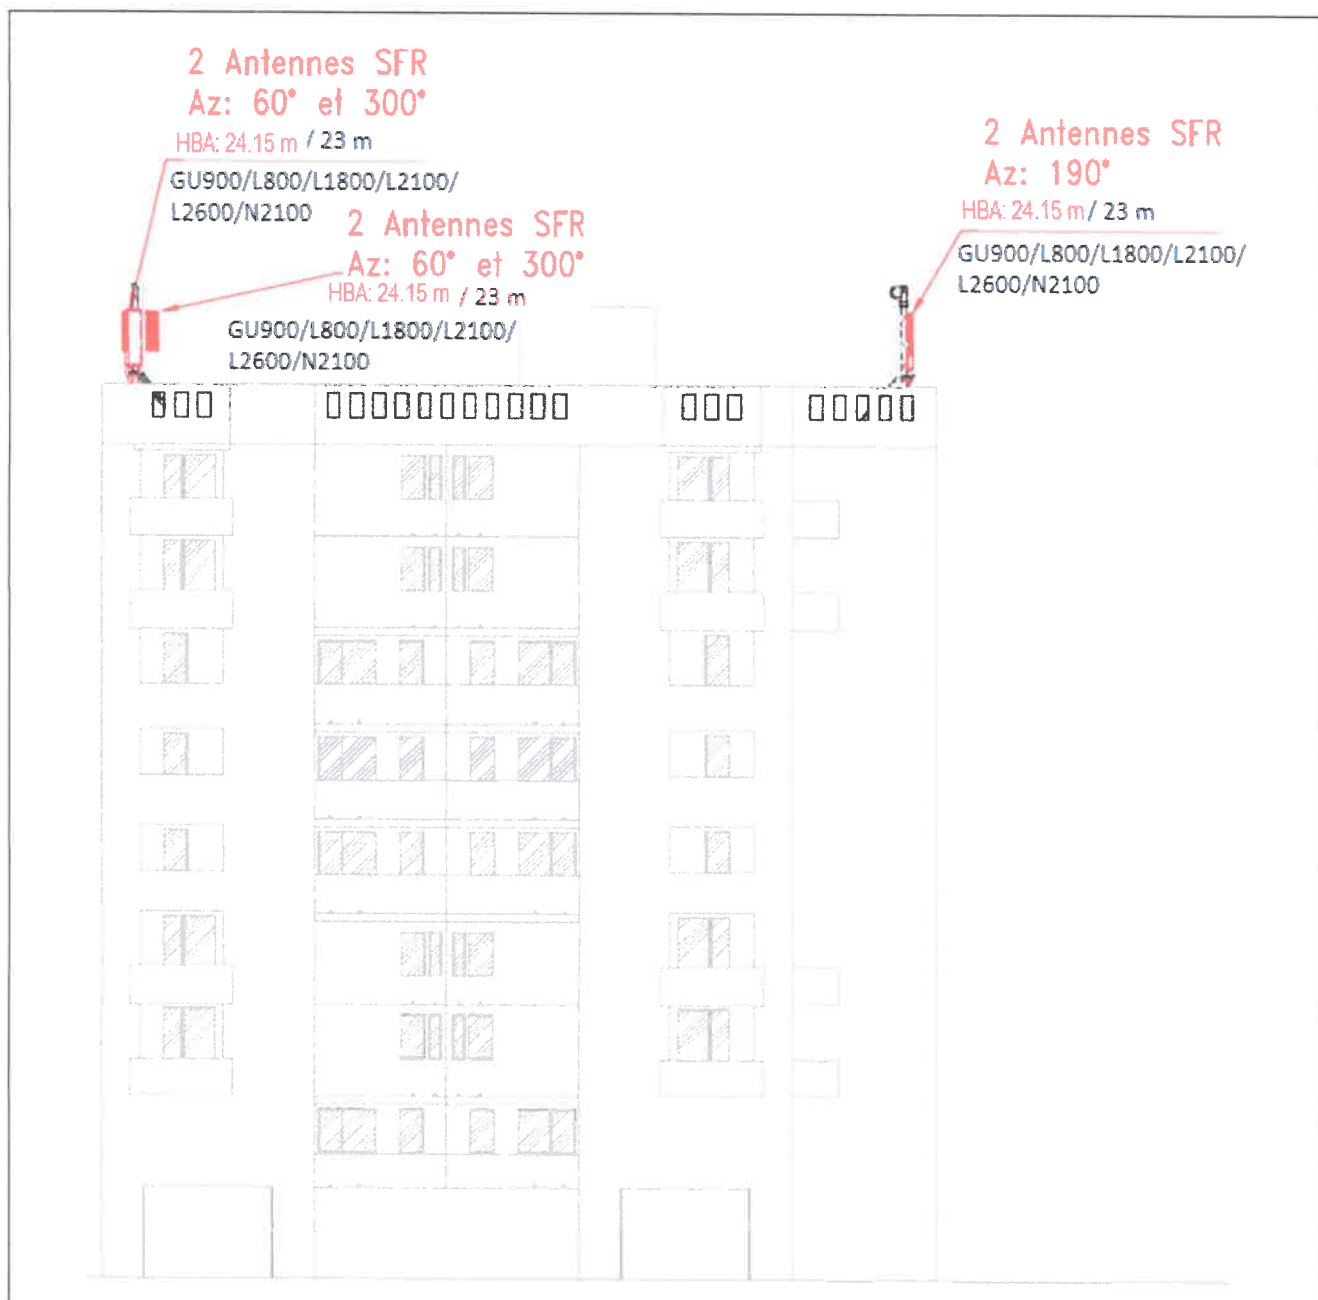 2 Antennes SFR
Az: 60° et 300°
HBA: 24.15 m / 23 m
GU900/L800/L1800/L2100/
L2600/N2100
2 Antennes SFR
Az: 60° et 300°
HBA: 24.15 m / 23 m
GU900/L800/L1800/L2100/
L2600/N2100
2 Antennes SFR
Az: 190°
HBA: 24.15 m / 23 m
GU900/L800/L1800/L2100/
L2600/N2100